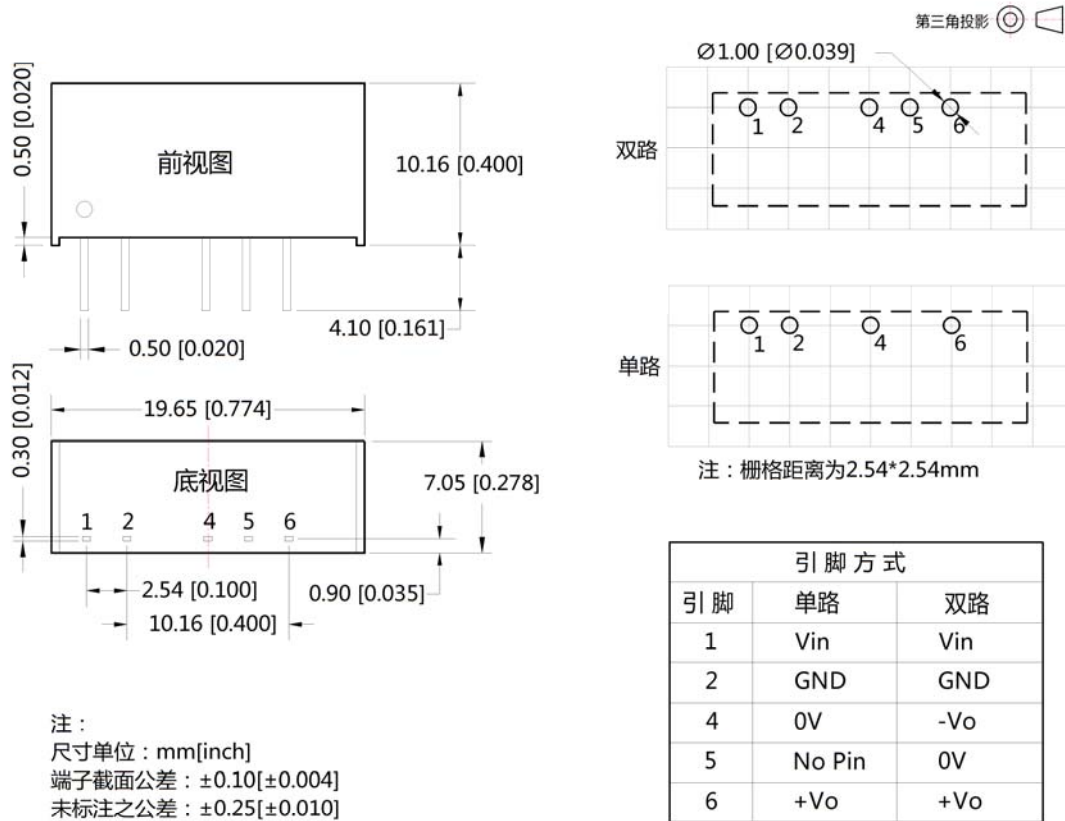 第三角投影
Ø1.00 [Ø0.039]
0.50 [0.020]
前视图
10.16 [0.400]
4.10 [0.161]
0.50 [0.020]
双路
1 2 4 5 6
单路
1 2 4 6
注：栅格距离为2.54*2.54mm
0.30 [0.012]
19.65 [0.774]
底视图
7.05 [0.278]
1 2 4 5 6
2.54 [0.100]
0.90 [0.035]
10.16 [0.400]
注：
尺寸单位：mm[inch]
端子截面公差：±0.10[±0.004]
未标注之公差：±0.25[±0.010]
引脚方式
引脚 单路 双路
1 Vin Vin
2 GND GND
4 0V -Vo
5 No Pin 0V
6 +Vo +Vo